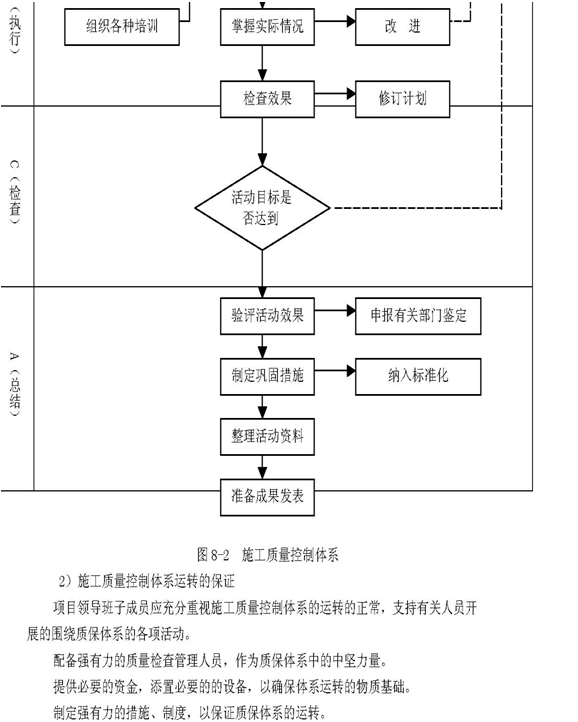 （执行）
组织各种培训
掌握实际情况
改 进
检查效果
修订计划
C（检查）
活动目标是
否达到
A（总结）
验评活动效果
申报有关部门鉴定
制定巩固措施
纳入标准化
整理活动资料
准备成果发表
图 8-2 施工质量控制体系
2）施工质量控制体系运转的保证
项目领导班子成员应充分重视施工质量控制体系的运转的正常，支持有关人员开
展的围绕质保体系的各项活动。
配备强有力的质量检查管理人员，作为质保体系中的中坚力量。
提供必要的资金，添置必要的的设备，以确保体系运转的物质基础。
制定强有力的措施、制度，以保证质保体系的运转。